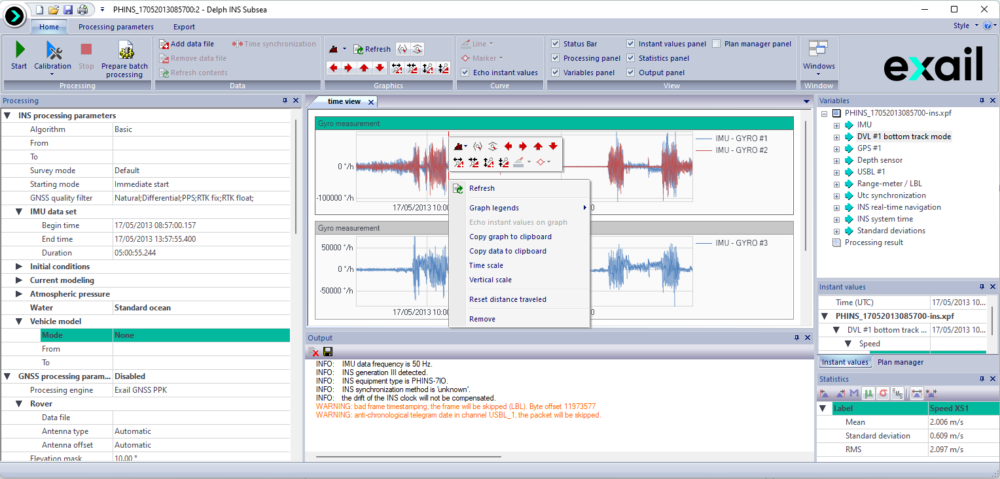 PHINS_17052013085700:2 - Delph INS Subsea
Home Processing parameters Export Style
Start Calibration Stop Prepare batch processing
Processing
Add data file Time synchronization
Remove data file
Refresh contents
Data
Refresh
Graphics
Line
Marker
Echo instant values
Curve
Status Bar Instant values panel Plan manager panel
Processing panel Statistics panel
Variables panel Output panel
View
Windows
Window
exail
Processing
INS processing parameters
Algorithm Basic
From
To
Survey mode Default
Starting mode Immediate start
GNSS quality filter Natural;Differential;PPS;RTK fix;RTK float;
IMU data set
Begin time 17/05/2013 08:57:00.157
End time 17/05/2013 13:57:55.400
Duration 05:00:55.244
Initial conditions
Current modeling
Atmospheric pressure
Water Standard ocean
Vehicle model
Mode None
From
To
GNSS processing param... Disabled
Processing engine Exail GNSS PPK
Rover
Data file
Antenna type Automatic
Antenna offset Automatic
Elevation mask 10.00 °
time view
Gyro measurement
IMU - GYRO #1
IMU - GYRO #2
0 °/h
-100000 °/h
17/05/2013 10:00 0
Gyro measurement
IMU - GYRO #3
50000 °/h
0 °/h
-50000 °/h
17/05/2013 10:00 0
Refresh
Graph legends
Echo instant values on graph
Copy graph to clipboard
Copy data to clipboard
Time scale
Vertical scale
Reset distance traveled
Remove
Output
INFO: IMU data frequency is 50 Hz.
INFO: INS generation III detected.
INFO: INS equipment type is PHINS-7IO.
INFO: INS synchronization method is 'unknown'.
INFO: the drift of the INS clock will not be compensated.
WARNING: bad frame timestamping, the frame will be skipped (LBL). Byte offset 11973577
WARNING: anti-chronological telegram date in channel USBL_1, the packet will be skipped.
Variables
PHINS_17052013085700-ins.xpf
IMU
DVL #1 bottom track mode
GPS #1
Depth sensor
USBL #1
Range-meter / LBL
Utc synchronization
INS real-time navigation
INS system time
Standard deviations
Processing result
Instant values
Time (UTC) 17/05/2013 10...
PHINS_17052013085700-ins.xpf
DVL #1 bottom track ... 17/05/2013 10...
Speed
Instant values Plan manager
Statistics
M μ σ RMS
Label Speed XS1
Mean 2.006 m/s
Standard deviation 0.609 m/s
RMS 2.097 m/s